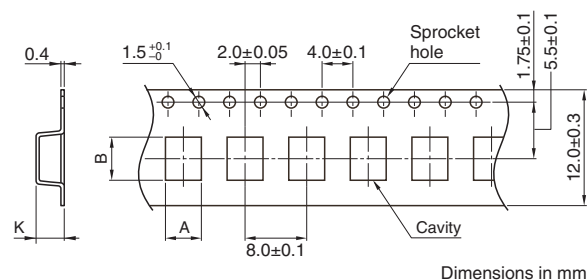 0.4
1.5 +0.1 −0
2.0±0.05
4.0±0.1
Sprocket
hole
1.75±0.1
5.5±0.1
12.0±0.3
B
K
A
8.0±0.1
Cavity
Dimensions in mm